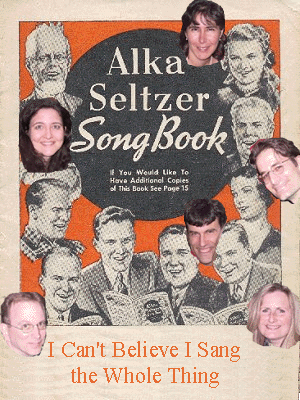 Alka
Seltzer
SongBook
If You Would Like To
Have Additional Copies
of This Book See Page 15
Alka
I Can't Believe I Sang
the Whole Thing